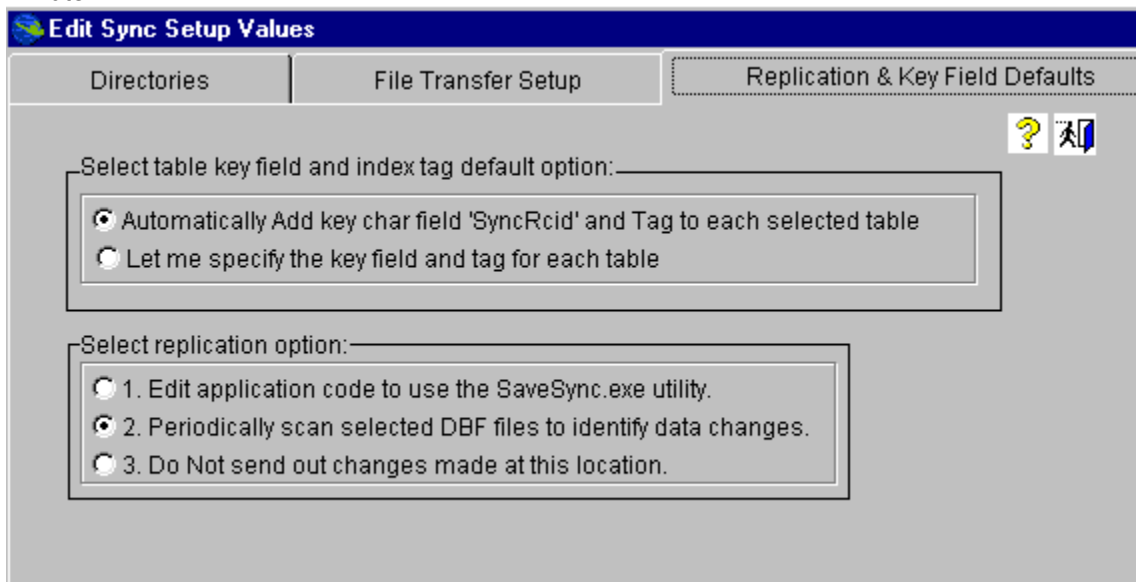 Edit Sync Setup Values
Directories
File Transfer Setup
Replication & Key Field Defaults
Select table key field and index tag default option:
Automatically Add key char field 'SyncRcid' and Tag to each selected table
Let me specify the key field and tag for each table
Select replication option:
1. Edit application code to use the SaveSync.exe utility.
2. Periodically scan selected DBF files to identify data changes.
3. Do Not send out changes made at this location.